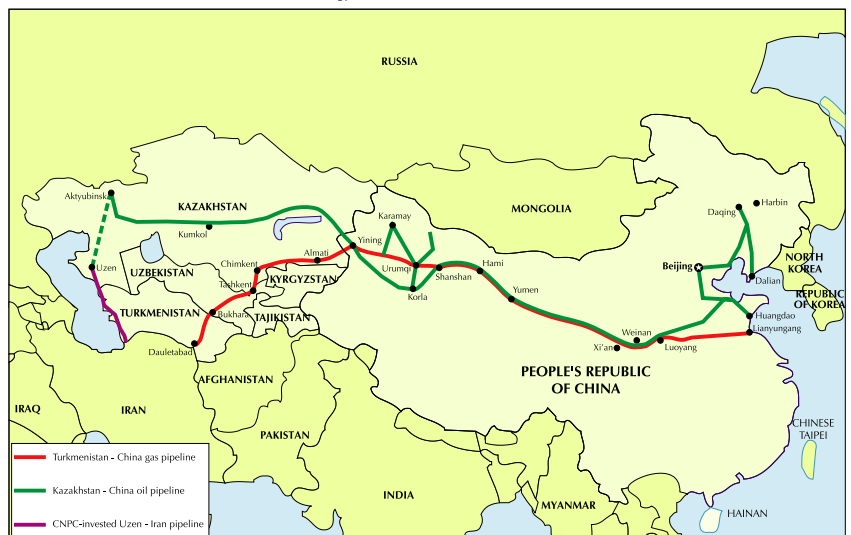 RUSSIA
Aktyubinsk
KAZAKHSTAN
Kumkol
Karamay
MONGOLIA
Daqing
Harbin
Yining
Almati
Chimkent
Uzen
UZBEKISTAN
Tashkent
KYRGYZSTAN
Urumqi
Shanshan
Hami
Korla
Yumen
Beijing
NORTH
KOREA
Dalian
REPUBLIC
OF KOREA
TURKMENISTAN
Bukhara
TAJIKISTAN
Huangdao
Lianyungang
Weinan
Xi'an
Luoyang
Dauletabad
PEOPLE'S REPUBLIC
OF CHINA
AFGHANISTAN
IRAQ
IRAN
PAKISTAN
CHINESE
TAIPEI
INDIA
MYANMAR
HAINAN
Turkmenistan - China gas pipeline
Kazakhstan - China oil pipeline
CNPC-invested Uzen - Iran pipeline